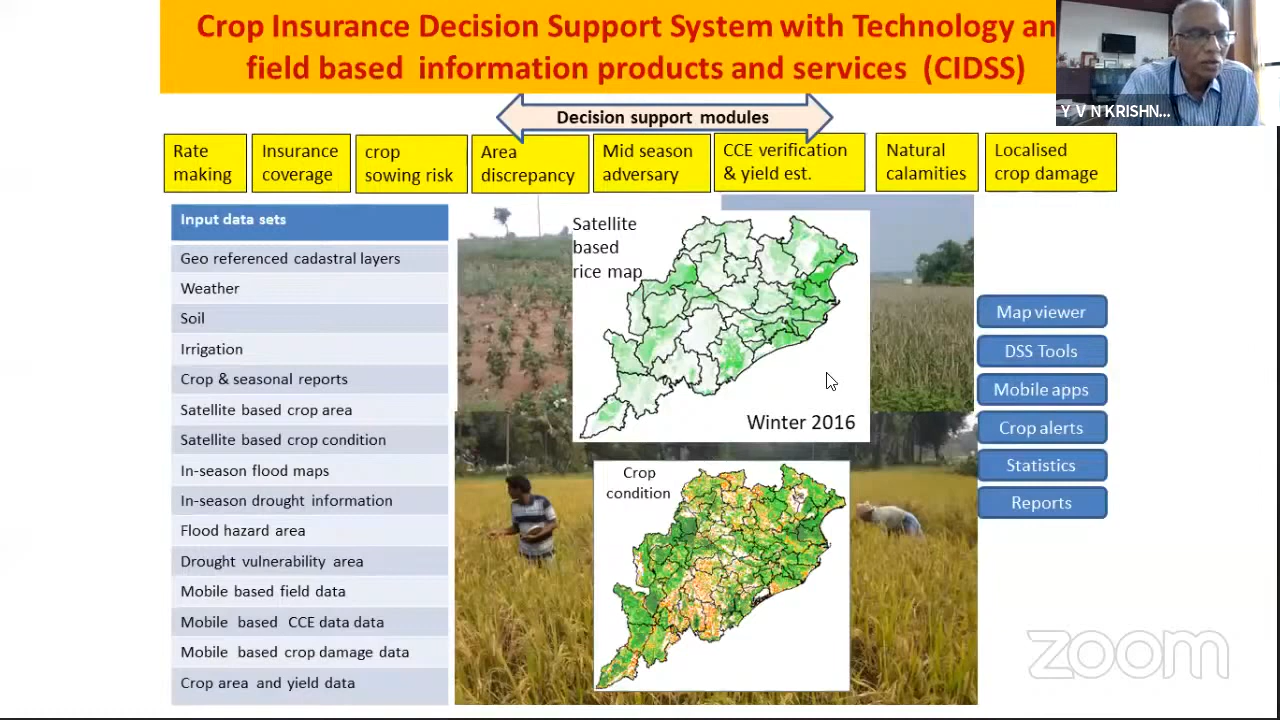 Crop Insurance Decision Support System with Technology an
field based information products and services (CIDSS)
Y V N KRISHN...
Decision support modules
Rate
making
Insurance
coverage
crop
sowing risk
Area
discrepancy
Mid season
adversary
CCE verification
& yield est.
Natural
calamities
Localised
crop damage
Input data sets
Geo referenced cadastral layers
Weather
Soil
Irrigation
Crop & seasonal reports
Satellite based crop area
Satellite based crop condition
In-season flood maps
In-season drought information
Flood hazard area
Drought vulnerability area
Mobile based field data
Mobile based CCE data data
Mobile based crop damage data
Crop area and yield data
Satellite
based
rice map
Winter 2016
Crop
condition
Map viewer
DSS Tools
Mobile apps
Crop alerts
Statistics
Reports
zoom